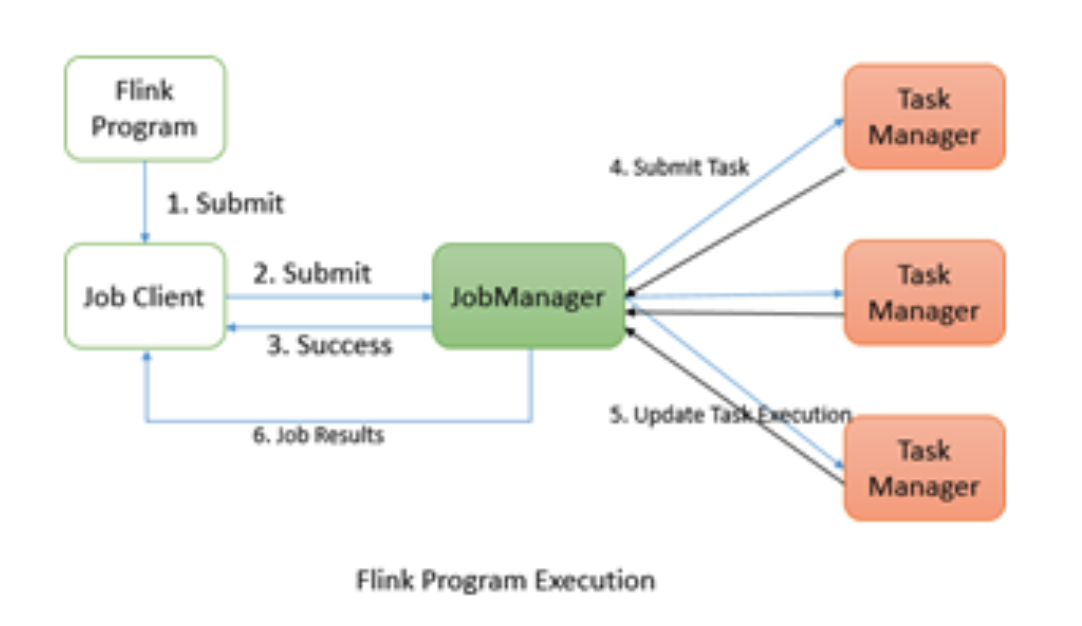 Flink
Program
1. Submit
Job Client
2. Submit
3. Success
JobManager
6. Job Results
4. Submit Task
5. Update Task Execution
Task
Manager
Task
Manager
Task
Manager
Flink Program Execution